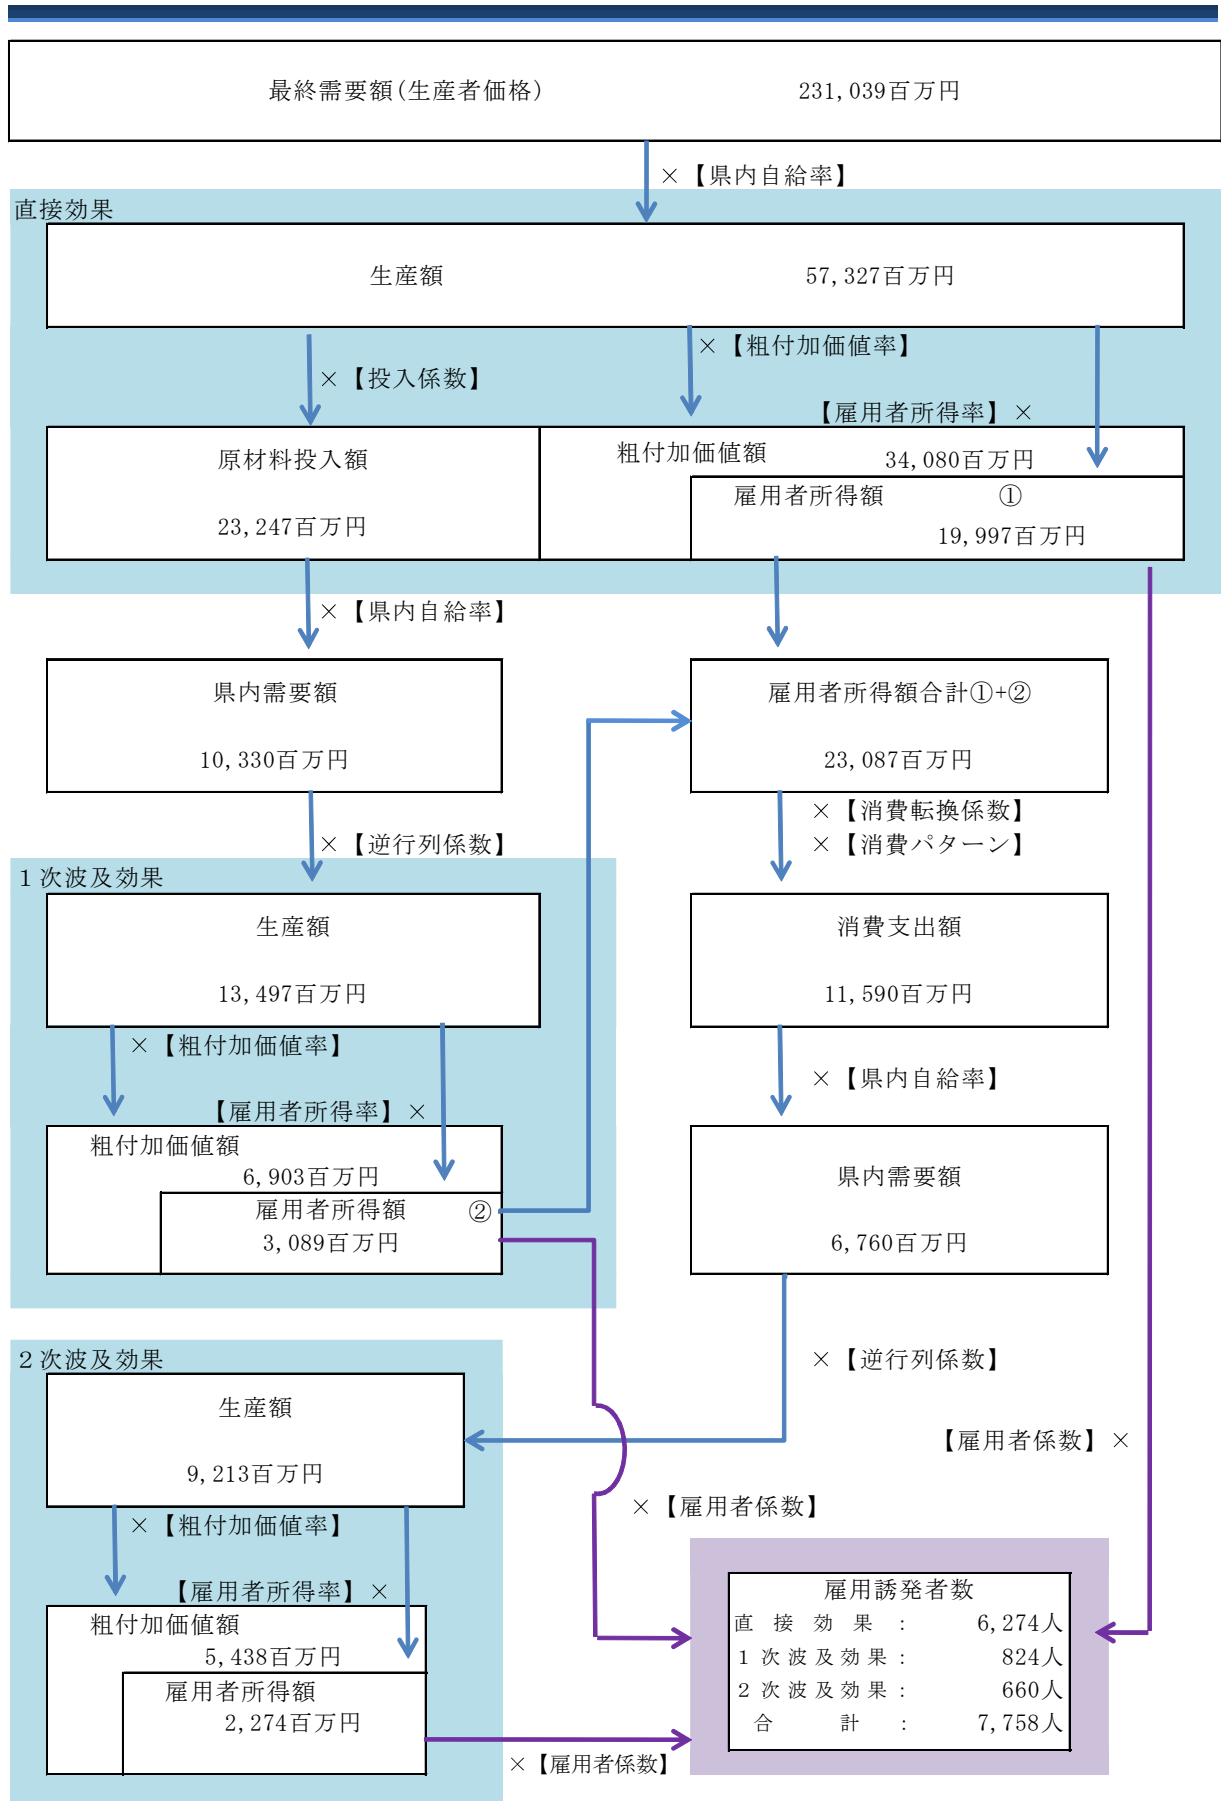 最終需要額(生産者価格) 231,039百万円
×【県内自給率】
直接効果
生産額 57,327百万円
×【粗付加価値率】
×【投入係数】
【雇用者所得率】×
原材料投入額
23,247百万円
粗付加価値額
34,080百万円
雇用者所得額 ①
19,997百万円
×【県内自給率】
県内需要額
10,330百万円
雇用者所得額合計①+②
23,087百万円
×【逆行列係数】
×【消費転換係数】
×【消費パターン】
1次波及効果
生産額
13,497百万円
消費支出額
11,590百万円
×【粗付加価値率】
×【県内自給率】
【雇用者所得率】×
粗付加価値額
6,903百万円
雇用者所得額 ②
3,089百万円
県内需要額
6,760百万円
2次波及効果
×【逆行列係数】
生産額
9,213百万円
【雇用者係数】×
×【雇用者係数】
×【粗付加価値率】
【雇用者所得率】×
粗付加価値額
5,438百万円
雇用者所得額
2,274百万円
×【雇用者係数】
雇用誘発者数
直接効果: 6,274人
1次波及効果: 824人
2次波及効果: 660人
合計: 7,758人